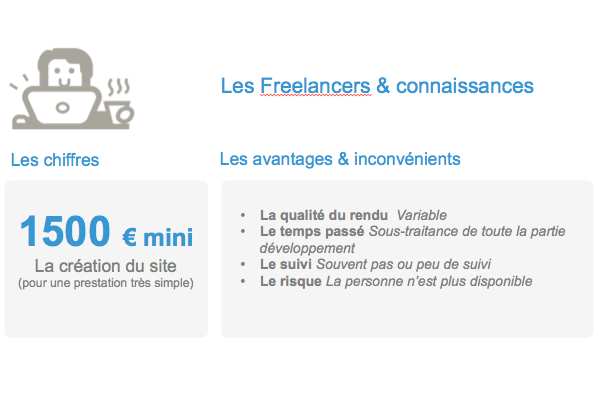 Les Freelancers & connaissances
Les chiffres
Les avantages & inconvénients
1500 € mini
La création du site
(pour une prestation très simple)
• La qualité du rendu  Variable
• Le temps passé Sous-traitance de toute la partie
développement
• Le suivi Souvent pas ou peu de suivi
• Le risque La personne n'est plus disponible